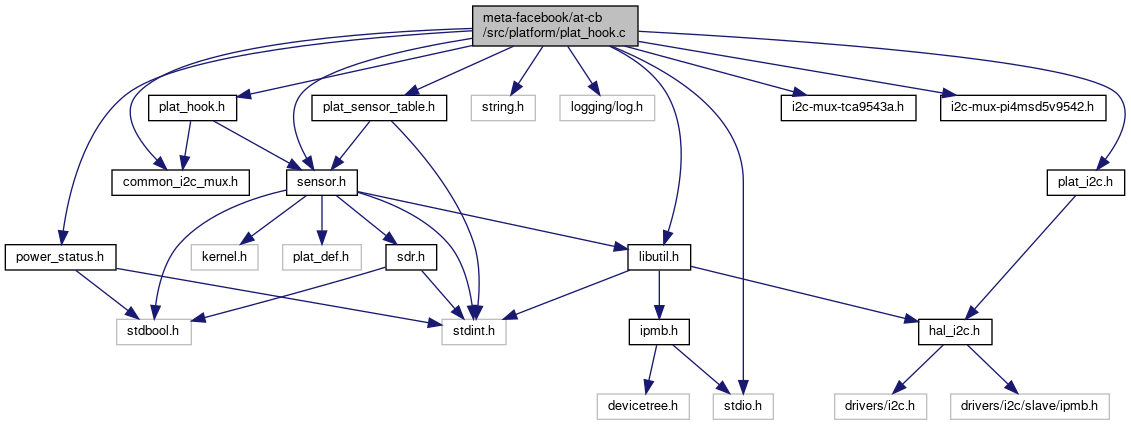 meta-facebook/at-cb
/src/platform/plat_hook.c
plat_hook.h
plat_sensor_table.h
string.h
logging/log.h
i2c-mux-tca9543a.h
i2c-mux-pi4msd5v9542.h
common_i2c_mux.h
sensor.h
plat_i2c.h
power_status.h
kernel.h
plat_def.h
sdr.h
libutil.h
stdbool.h
stdint.h
ipmb.h
hal_i2c.h
devicetree.h
stdio.h
drivers/i2c.h
drivers/i2c/slave/ipmb.h